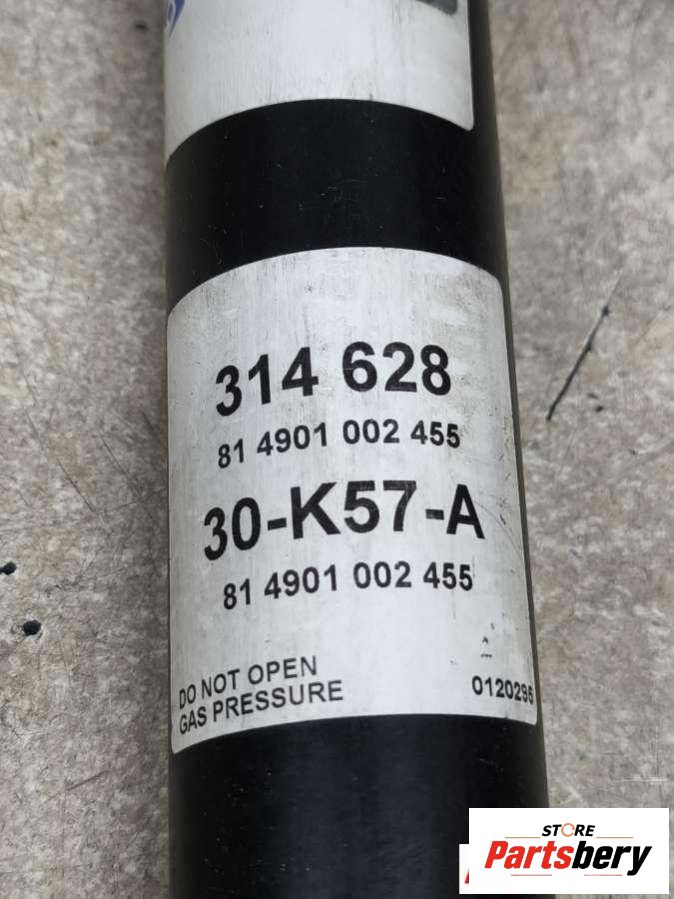 314 628
81 4901 002 455
30-K57-A
81 4901 002 455
DO NOT OPEN
GAS PRESSURE
0120295
STORE
Partsbery